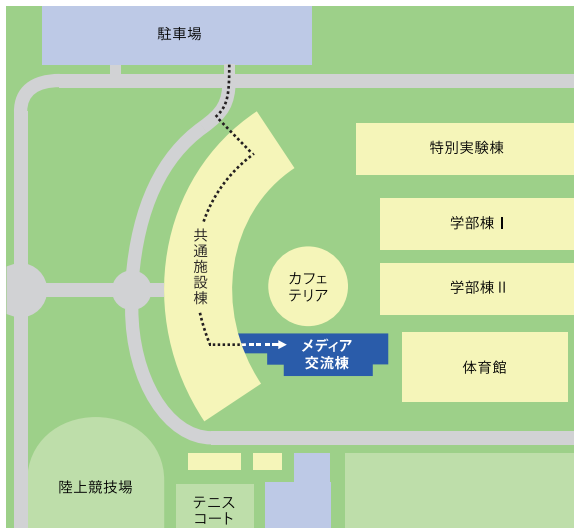 駐車場
特別実験棟
学部棟 I
共通施設棟
カフェ
テリア
学部棟 II
メディア
交流棟
体育館
陸上競技場
テニス
コート